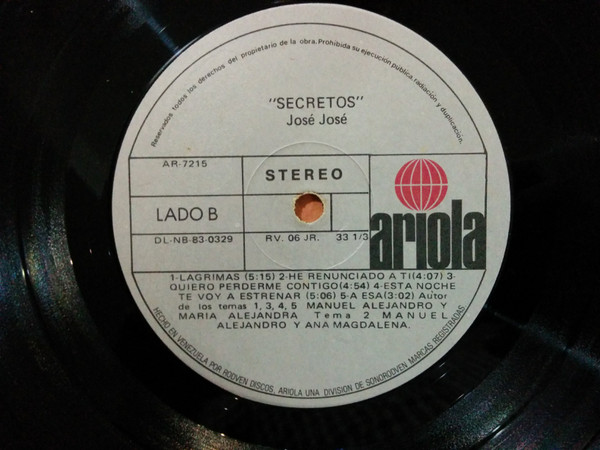 Reservados todos los derechos del propietario de la obra. Prohibida su ejecución pública, radiación y duplicación.
"SECRETOS"
José José
AR-7215
STEREO
LADO B
DL-NB-83-0329
RV. 06 JR.
33 1/3
ariola
1-LAGRIMAS (5:15) 2-HE RENUNCIADO A TI(4:07) 3-
QUIERO PERDERME CONTIGO(4:54) 4-ESTA NOCHE
TE VOY A ESTRENAR (5:06) 5-A ESA(3:02) Autor
de los temas 1, 3, 4, 5 MANUEL ALEJANDRO Y
MARIA ALEJANDRA Tema 2 MANUEL
ALEJANDRO Y ANA MAGDALENA.
HECHO EN VENEZUELA POR RODVEN DISCOS, ARIOLA UNA DIVISION DE SONORODVEN MARCAS REGISTRADAS